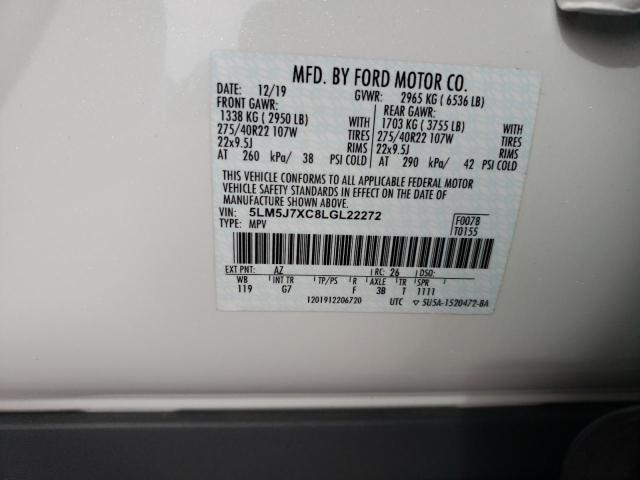 MFD. BY FORD MOTOR CO.
DATE: 12/19 GVWR: 2965 KG ( 6536 LB)
FRONT GAWR: REAR GAWR:
1338 KG ( 2950 LB) WITH 1703 KG ( 3755 LB) WITH
275/40R22 107W TIRES 275/40R22 107W TIRES
22x9.5J RIMS 22x9.5J RIMS
AT 260 kPa/ 38 PSI COLD AT 290 kPa/ 42 PSI COLD
THIS VEHICLE CONFORMS TO ALL APPLICABLE FEDERAL MOTOR
VEHICLE SAFETY STANDARDS IN EFFECT ON THE DATE OF
MANUFACTURE SHOWN ABOVE.
VIN: 5LM5J7XC8LGL22272 F0078
TYPE: MPV T0155
EXT PNT: AZ RC: 26 DSO:
WB INT TR TP/PS R AXLE TR SPR
119 G7 F 3B T 1111
1201912206720 UTC ▽ 5U5A-1520472-BA